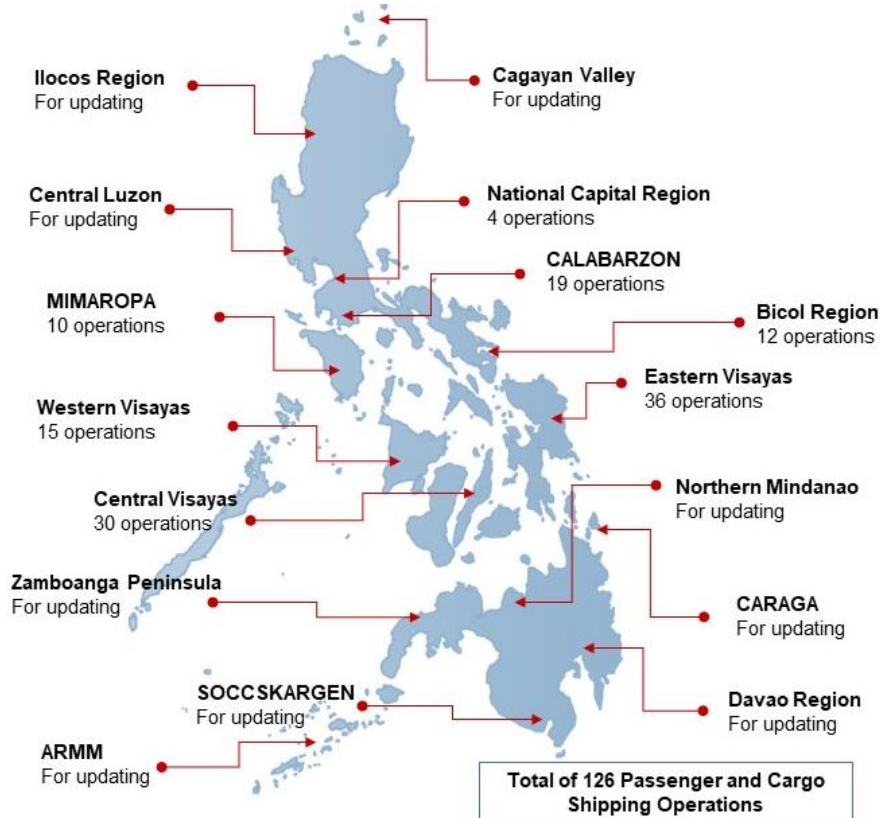 Ilocos Region
For updating
Cagayan Valley
For updating
Central Luzon
For updating
National Capital Region
4 operations
CALABARZON
19 operations
MIMAROPA
10 operations
Bicol Region
12 operations
Eastern Visayas
36 operations
Western Visayas
15 operations
Northern Mindanao
For updating
Central Visayas
30 operations
Zamboanga Peninsula
For updating
CARAGA
For updating
SOCCSKARGEN
For updating
Davao Region
For updating
ARMM
For updating
Total of 126 Passenger and Cargo
Shipping Operations